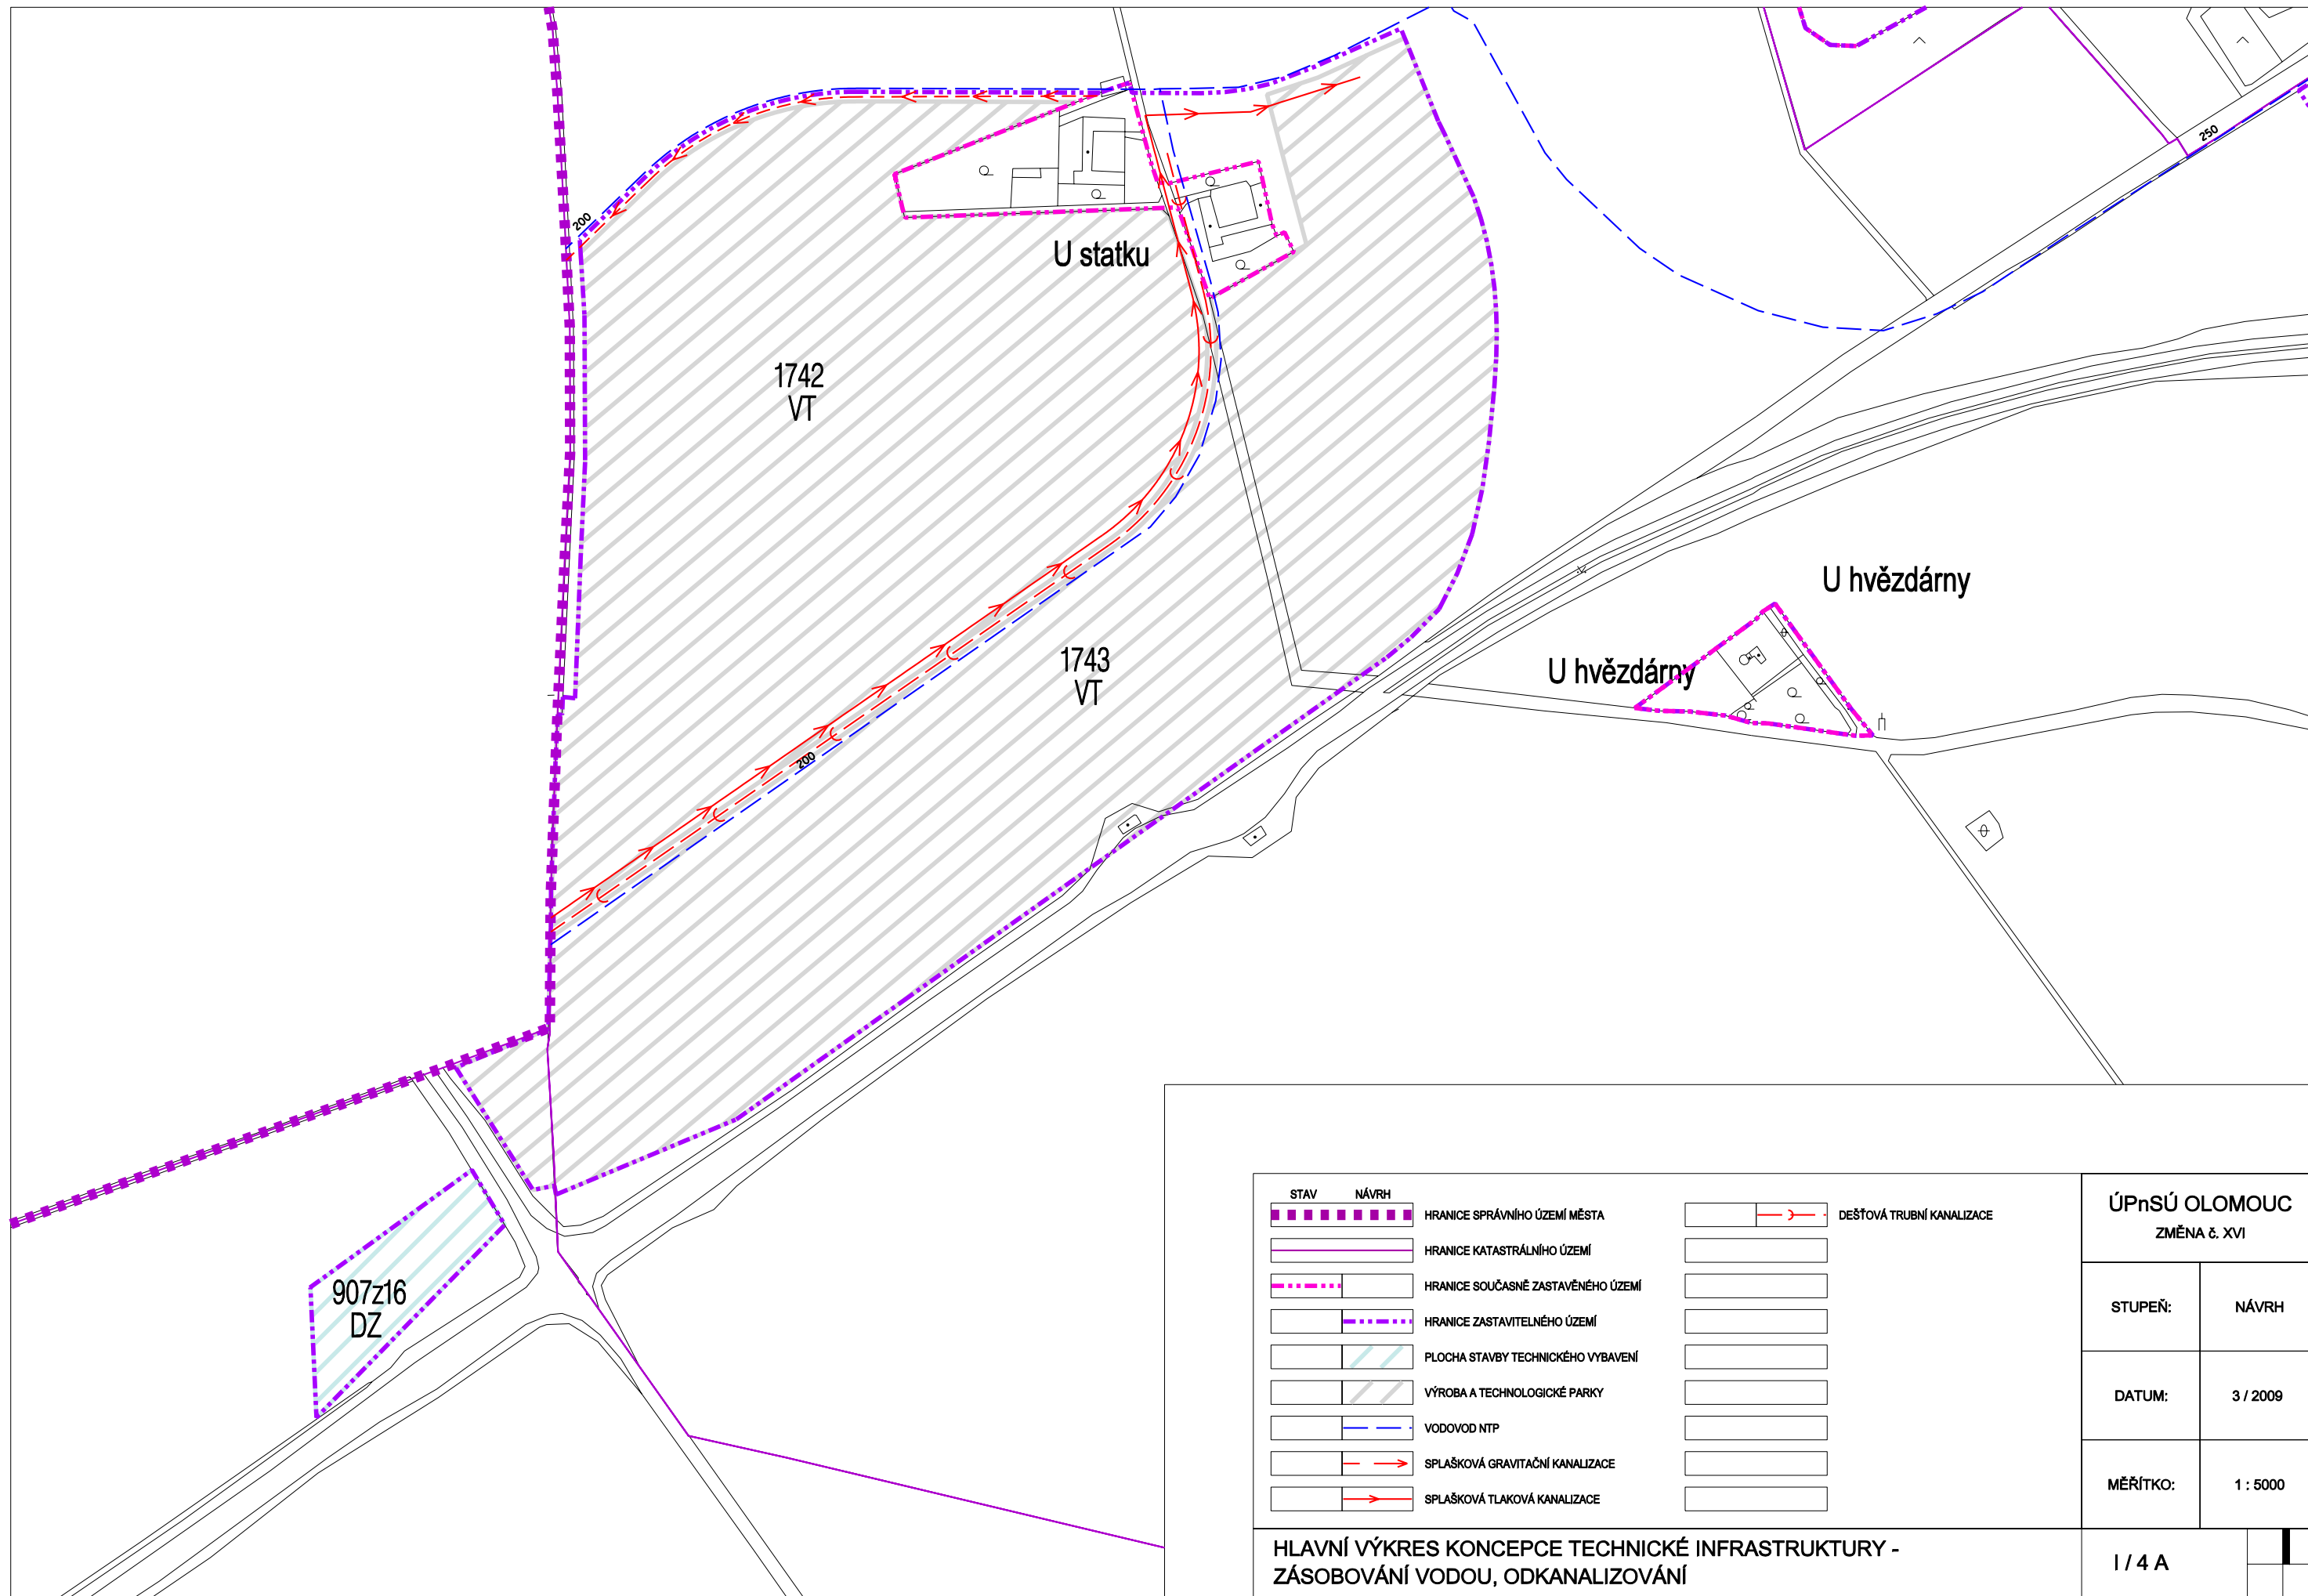 250
200
U statku
1742
VT
U hvězdárny
U hvězdárny
1743
VT
200
907z16
DZ
STAV NÁVRH
HRANICE SPRÁVNÍHO ÚZEMÍ MĚSTA
HRANICE KATASTRÁLNÍHO ÚZEMÍ
HRANICE SOUČASNĚ ZASTAVĚNÉHO ÚZEMÍ
HRANICE ZASTAVITELNÉHO ÚZEMÍ
PLOCHA STAVBY TECHNICKÉHO VYBAVENÍ
VÝROBA A TECHNOLOGICKÉ PARKY
VODOVOD NTP
SPLAŠKOVÁ GRAVITAČNÍ KANALIZACE
SPLAŠKOVÁ TLAKOVÁ KANALIZACE
DEŠŤOVÁ TRUBNÍ KANALIZACE
ÚPnSÚ OLOMOUC
ZMĚNA č. XVI
STUPEŇ: NÁVRH
DATUM: 3 / 2009
MĚŘÍTKO: 1 : 5000
HLAVNÍ VÝKRES KONCEPCE TECHNICKÉ INFRASTRUKTURY -
ZÁSOBOVÁNÍ VODOU, ODKANALIZOVÁNÍ
I / 4 A